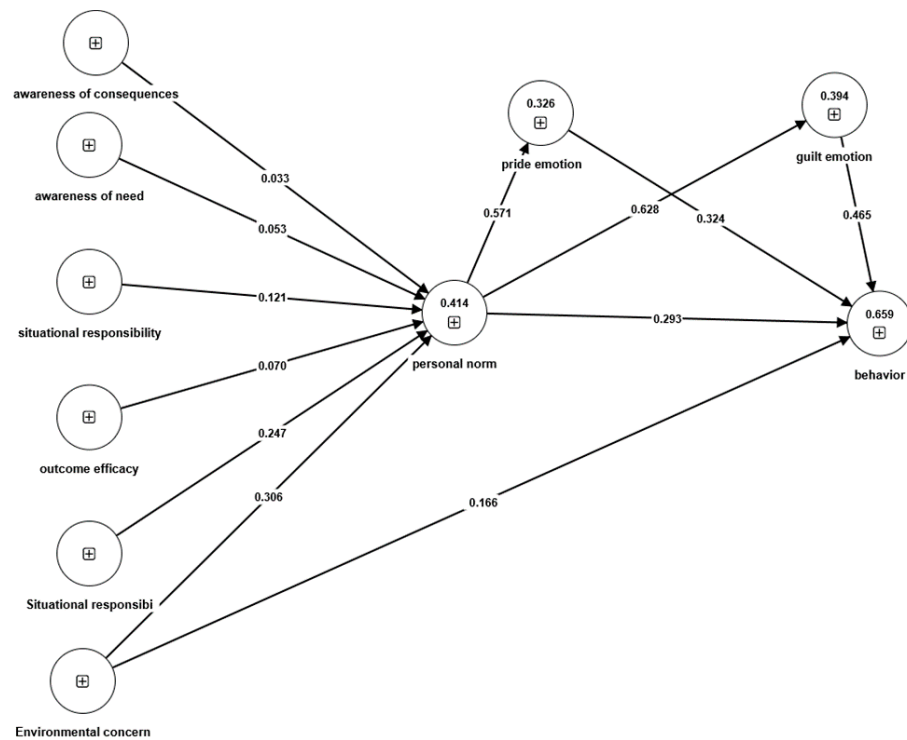 awareness of consequences
awareness of need
situational responsibility
outcome efficacy
Situational responsibi
Environmental concern
0.033
0.053
0.121
0.070
0.247
0.306
0.414
personal norm
0.326
pride emotion
0.394
guilt emotion
0.571
0.628
0.324
0.465
0.293
0.166
0.659
behavior